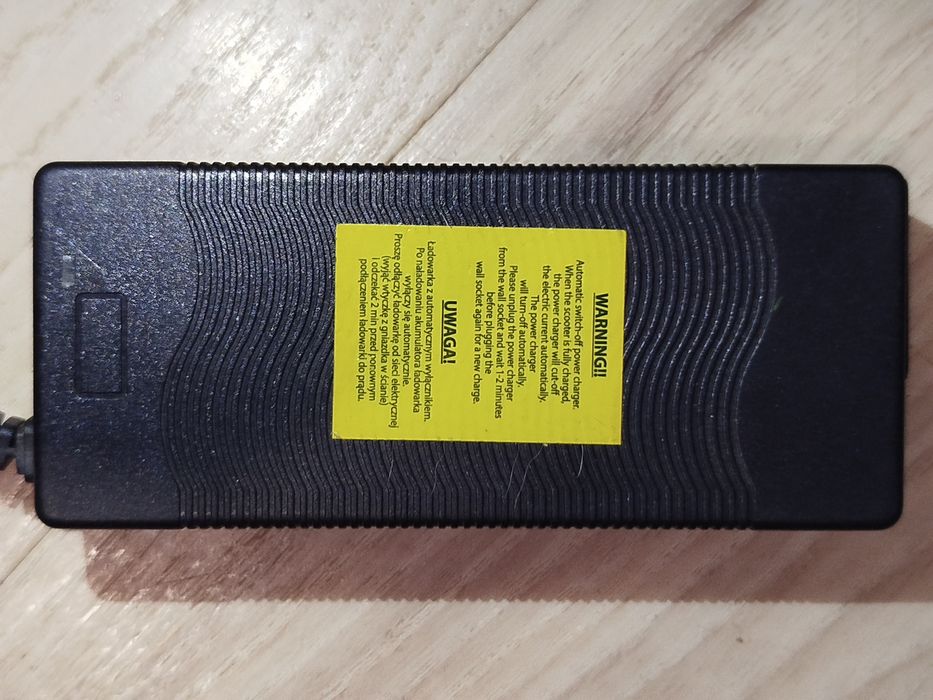 WARNING!!
Automatic switch-off power charger.
When the scooter is fully charged,
the power charger will cut-off
the electric current automatically.
The power charger
will turn-off automatically.
Please unplug the power charger
from the wall socket and wait 1-2 minutes
before plugging the
wall socket again for a new charge.
UWAGA!
Ładowarka z automatycznym wyłącznikiem.
Po naładowaniu akumulatora ładowarka
wyłączy się automatycznie.
Proszę odłączyć ładowarkę od sieci elektrycznej
(wyjąć wtyczkę z gniazdka w ścianie)
i odczekać 2 min przed ponownym
podłączeniem ładowarki do prądu.